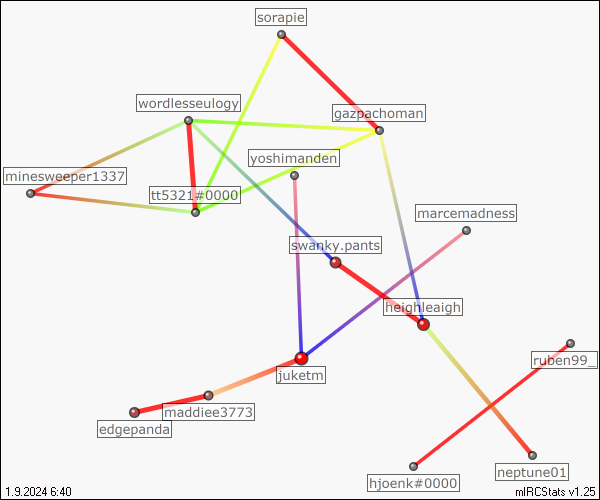 sorapie
wordlesseulogy
gazpachoman
yoshimanden
minesweeper1337
tt5321#0000
marcemadness
swanky.pants
heighleaigh
ruben99_
juketm
maddiee3773
edgepanda
neptune01
hjoenk#0000
1.9.2024 6:40
mIRCStats v1.25